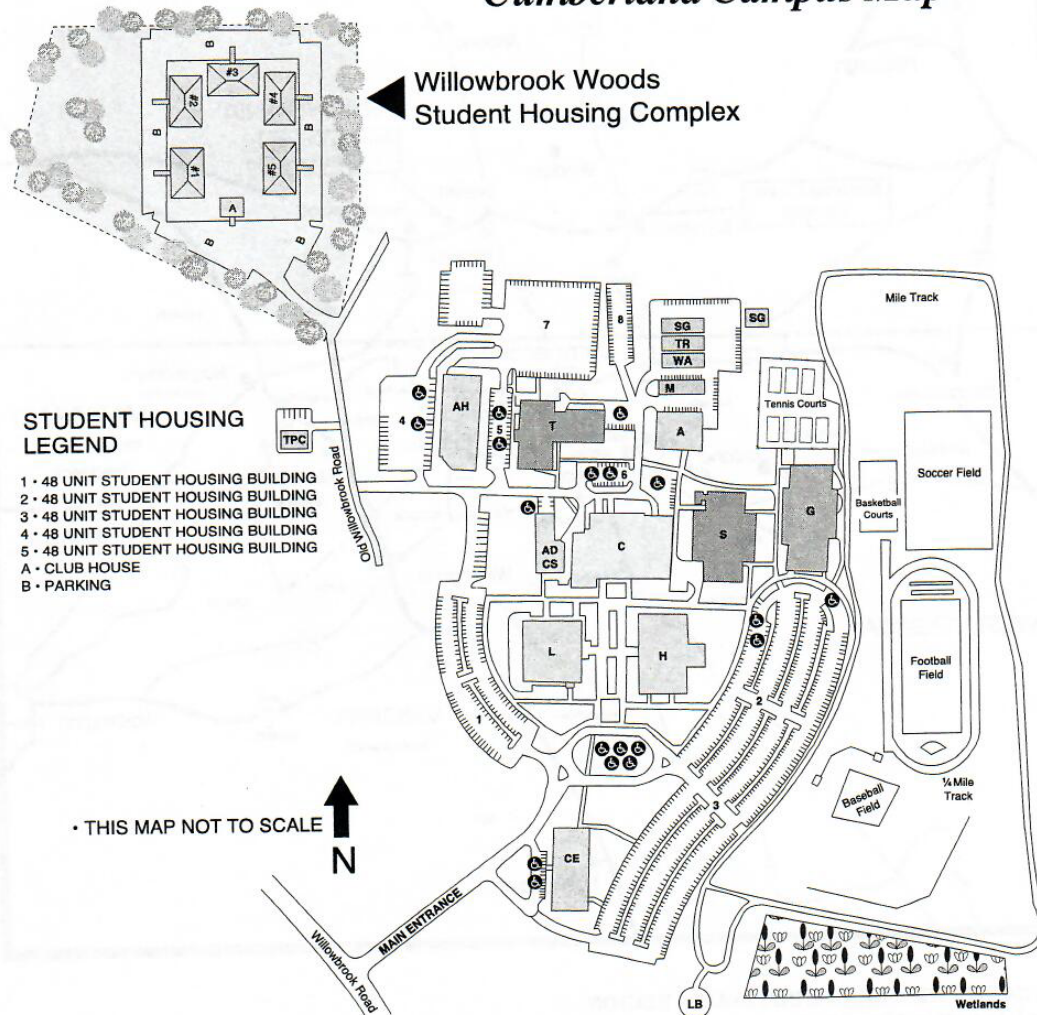 Cumberland Campus Map
Willowbrook Woods
Student Housing Complex
B
#3
#2
#4
B
B
#1
#5
A
B
B
STUDENT HOUSING
LEGEND
1 • 48 UNIT STUDENT HOUSING BUILDING
2 • 48 UNIT STUDENT HOUSING BUILDING
3 • 48 UNIT STUDENT HOUSING BUILDING
4 • 48 UNIT STUDENT HOUSING BUILDING
5 • 48 UNIT STUDENT HOUSING BUILDING
A • CLUB HOUSE
B • PARKING
TPC
Old Willowbrook Road
Mile Track
7
8
SG
SG
TR
WA
M
Tennis Courts
4
AH
5
T
A
6
Soccer Field
Basketball
Courts
G
S
C
AD
CS
L
H
Football
Field
1
2
3
Baseball
Field
¼ Mile
Track
• THIS MAP NOT TO SCALE
N
CE
MAIN ENTRANCE
Willowbrook Road
LB
Wetlands